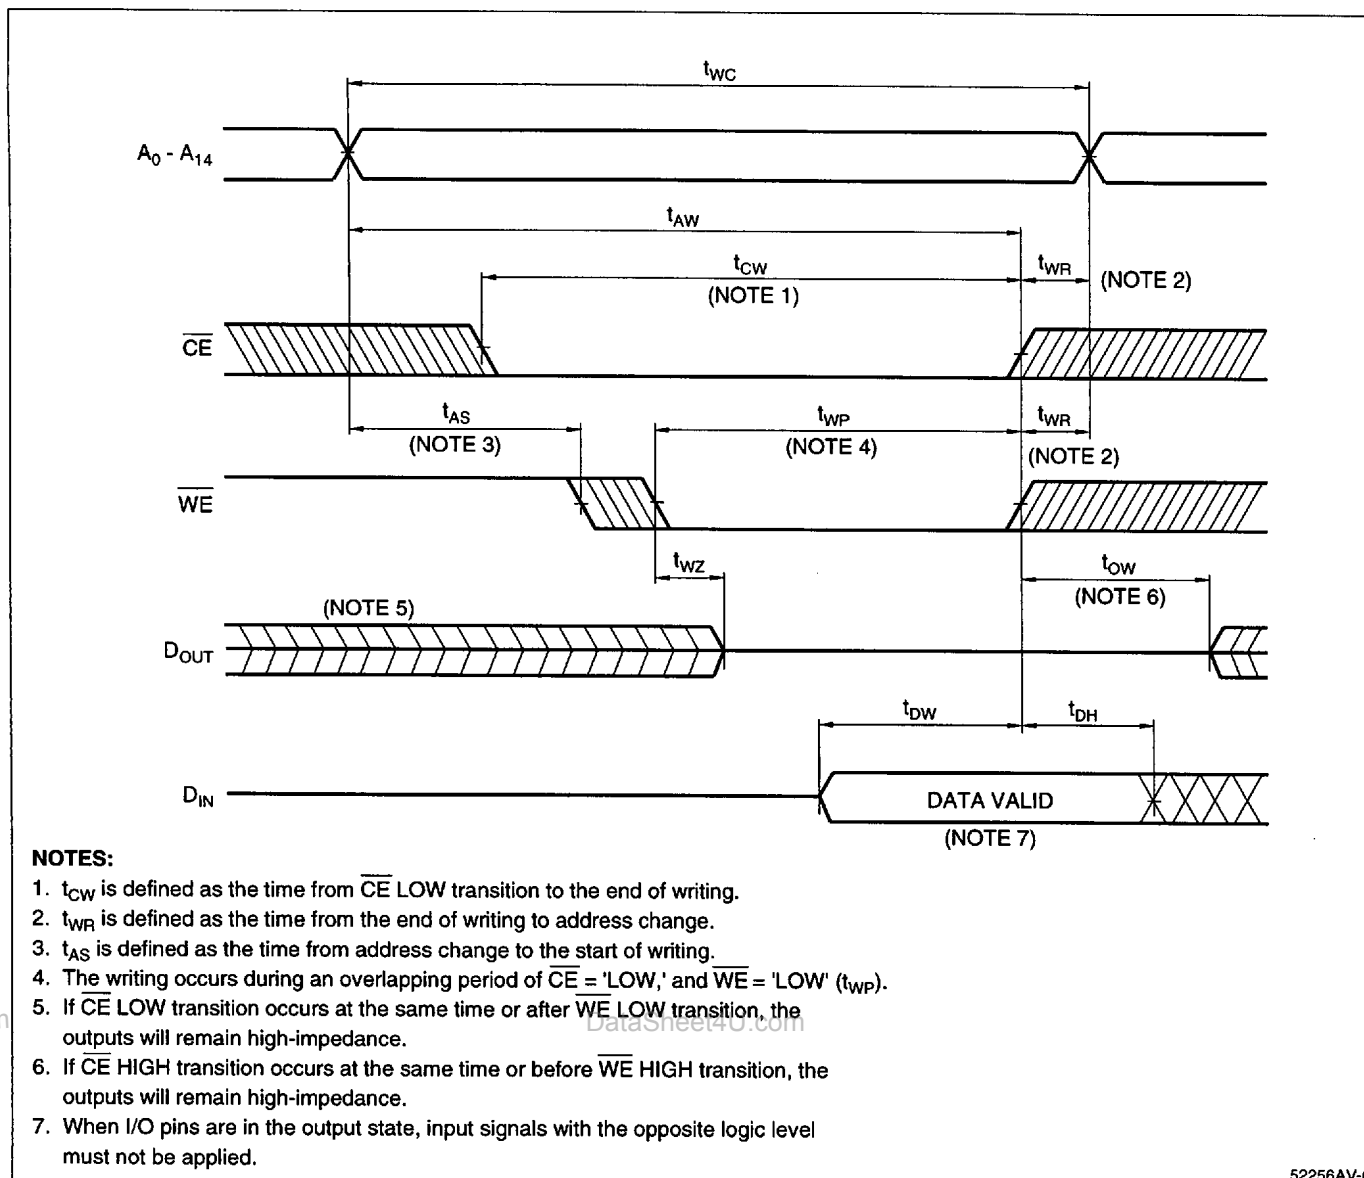 tWC
A0 - A14
tAW
tCW
(NOTE 1)
tWR
(NOTE 2)
CE
tAS
(NOTE 3)
tWP
(NOTE 4)
tWR
(NOTE 2)
WE
tWZ
tOW
(NOTE 6)
(NOTE 5)
DOUT
tDW
tDH
DIN
DATA VALID
(NOTE 7)
NOTES:
1. tCW is defined as the time from CE LOW transition to the end of writing.
2. tWR is defined as the time from the end of writing to address change.
3. tAS is defined as the time from address change to the start of writing.
4. The writing occurs during an overlapping period of CE = 'LOW,' and WE = 'LOW' (tWP).
5. If CE LOW transition occurs at the same time or after WE LOW transition, the
outputs will remain high-impedance.
DataSheet4U.com
6. If CE HIGH transition occurs at the same time or before WE HIGH transition, the
outputs will remain high-impedance.
7. When I/O pins are in the output state, input signals with the opposite logic level
must not be applied.